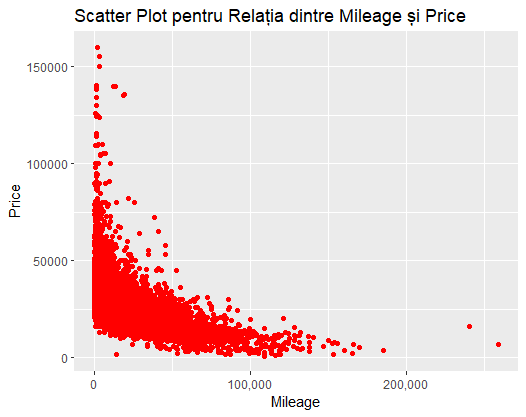 Scatter Plot pentru Relația dintre Mileage și Price
150000
100000
50000
0
Price
0
100,000
200,000
Mileage